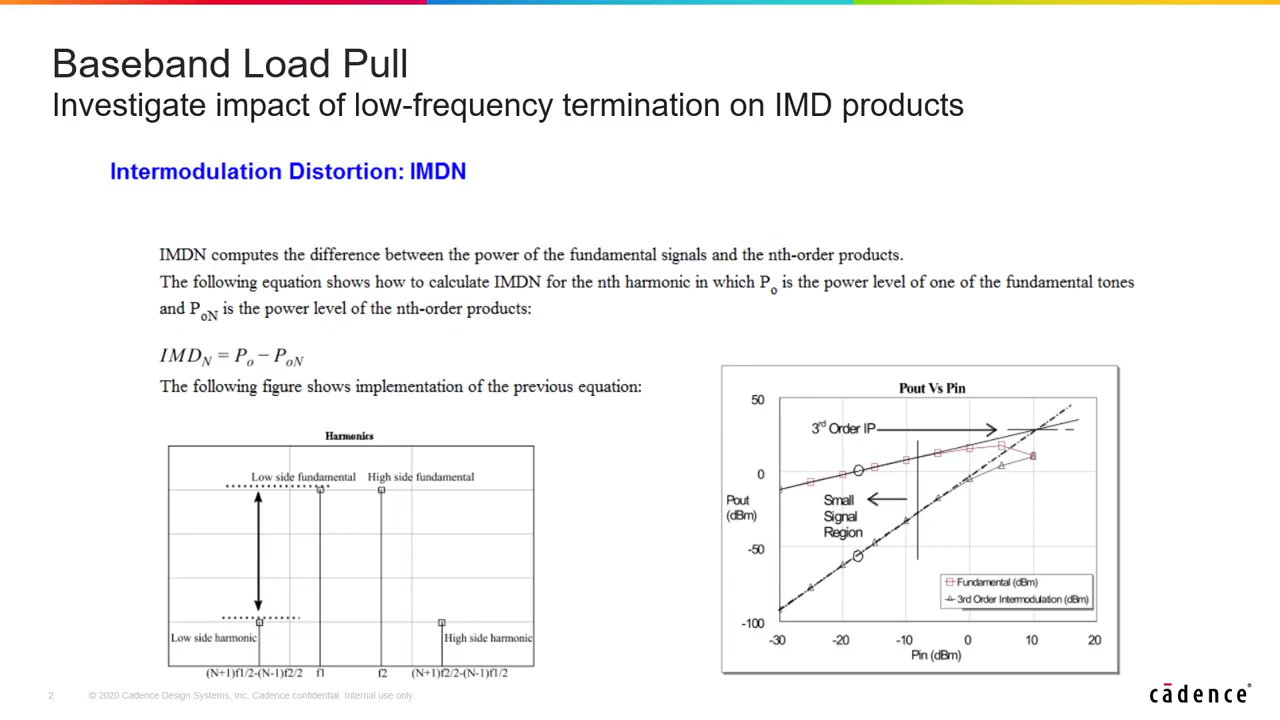 Baseband Load Pull
Investigate impact of low-frequency termination on IMD products
Intermodulation Distortion: IMDN
IMDN computes the difference between the power of the fundamental signals and the nth-order products.
The following equation shows how to calculate IMDN for the nth harmonic in which Po is the power level of one of the fundamental tones
and PoN is the power level of the nth-order products:
IMDN = Po − PoN
The following figure shows implementation of the previous equation:
Harmonics
Low side fundamental
High side fundamental
Low side harmonic
High side harmonic
(N+1)f1/2-(N-1)f2/2
f1
f2
(N+1)f2/2-(N-1)f1/2
Pout Vs Pin
50
0
-50
-100
Pout
(dBm)
3rd Order IP
Small
Signal
Region
Fundamental (dBm)
3rd Order Intermodulation (dBm)
-30
-20
-10
0
10
20
Pin (dBm)
2
© 2020 Cadence Design Systems, Inc. Cadence confidential. Internal use only.
cādence®